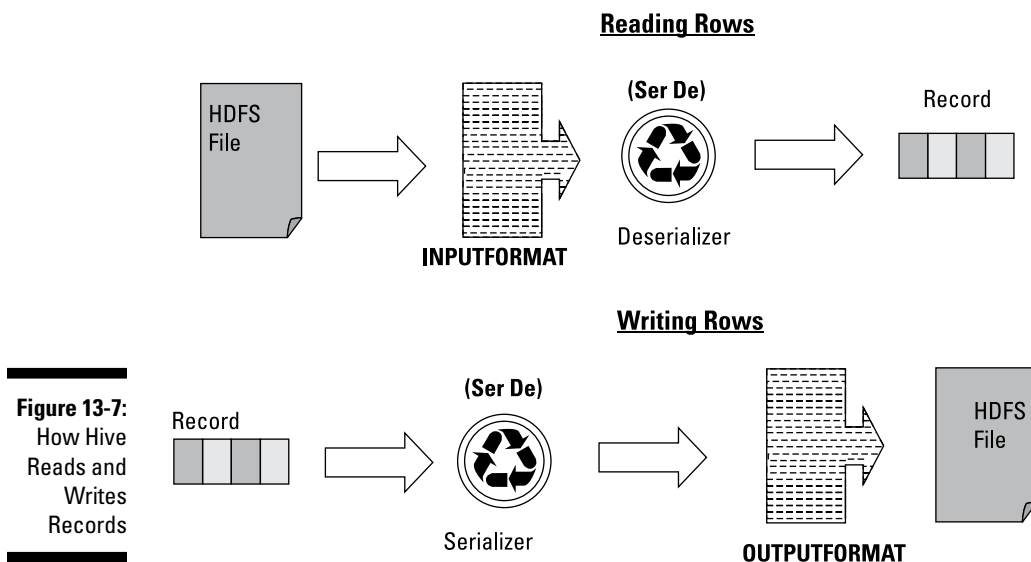 Reading Rows
HDFS
File
(Ser De)
Record
Deserializer
INPUTFORMAT
Writing Rows
Figure 13-7:
How Hive
Reads and
Writes
Records
Record
(Ser De)
Serializer
OUTPUTFORMAT
HDFS
File